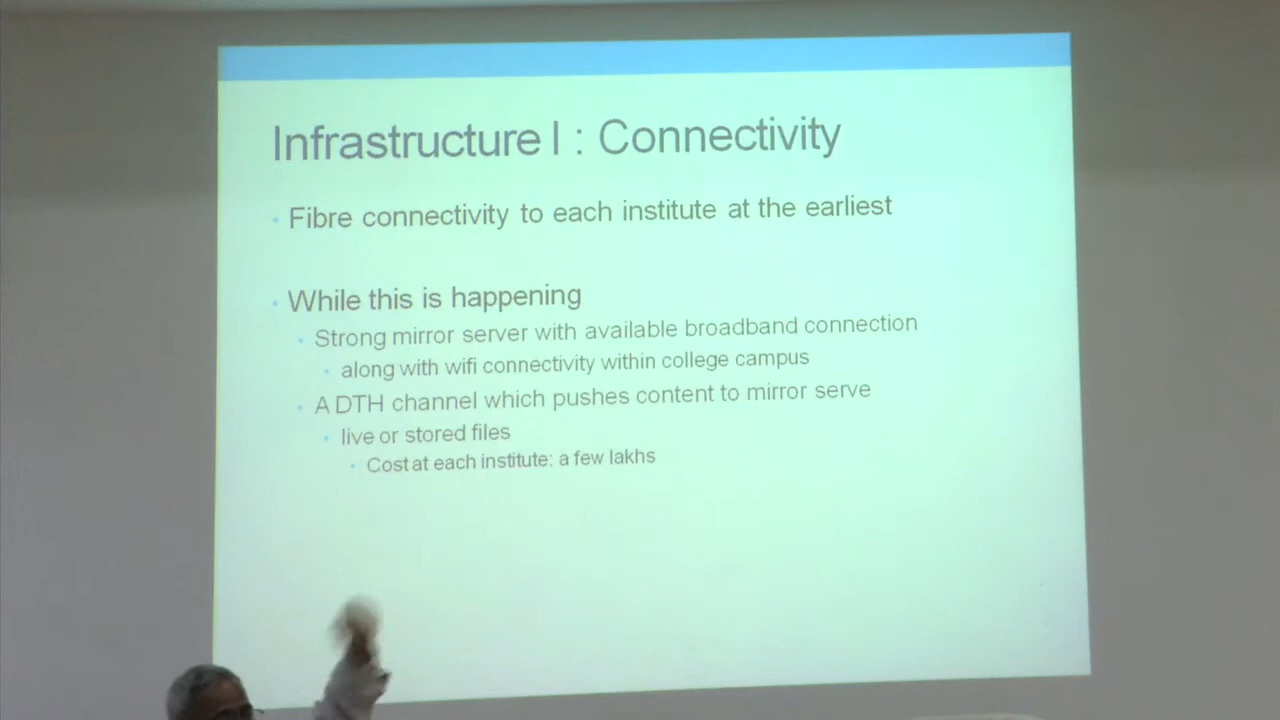 Infrastructure I : Connectivity
Fibre connectivity to each institute at the earliest
While this is happening
Strong mirror server with available broadband connection
along with wifi connectivity within college campus
A DTH channel which pushes content to mirror serve
live or stored files
Cost at each institute: a few lakhs